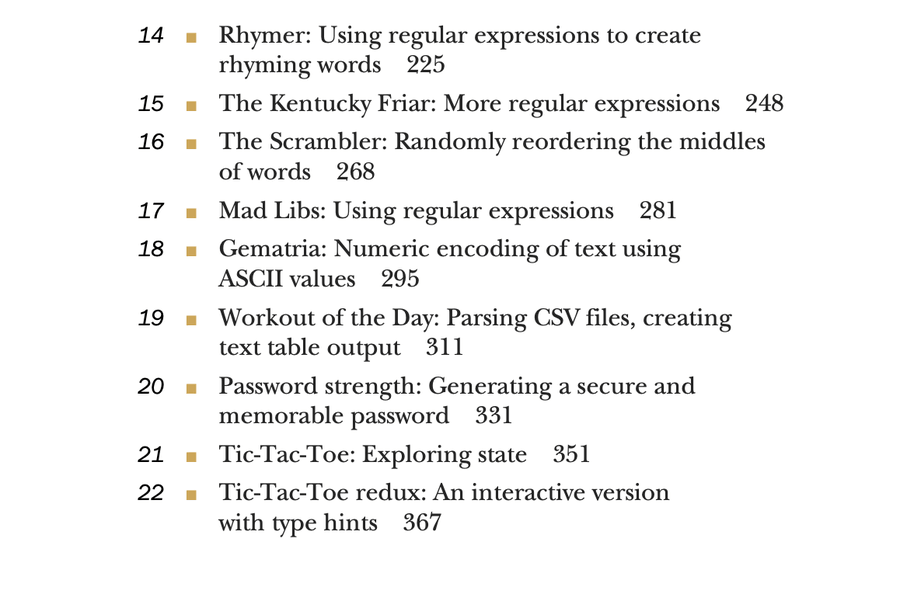 14 ■ Rhymer: Using regular expressions to create
rhyming words 225
15 ■ The Kentucky Friar: More regular expressions 248
16 ■ The Scrambler: Randomly reordering the middles
of words 268
17 ■ Mad Libs: Using regular expressions 281
18 ■ Gematria: Numeric encoding of text using
ASCII values 295
19 ■ Workout of the Day: Parsing CSV files, creating
text table output 311
20 ■ Password strength: Generating a secure and
memorable password 331
21 ■ Tic-Tac-Toe: Exploring state 351
22 ■ Tic-Tac-Toe redux: An interactive version
with type hints 367